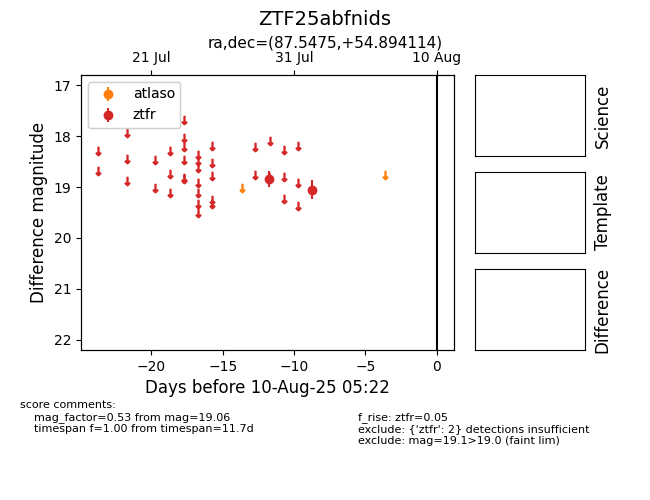 ZTF25abfnids
ra,dec=(87.5475,+54.894114)
21 Jul
31 Jul
10 Aug
atlaso
ztfr
17
18
19
20
21
22
Difference magnitude
−20
−15
−10
−5
0
Days before 10-Aug-25 05:22
Science
Template
Difference
score comments:
mag_factor=0.53 from mag=19.06
timespan f=1.00 from timespan=11.7d
f_rise: ztfr=0.05
exclude: {'ztfr': 2} detections insufficient
exclude: mag=19.1>19.0 (faint lim)